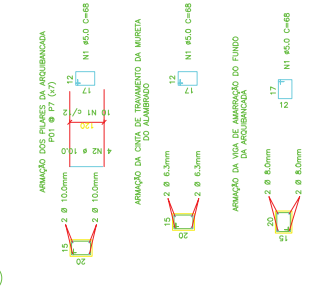 ARMAÇÃO DOS PILARES DA ARQUIBANCADA
P01 @ P7 (x7)
N1 ø5.0 C=68
12
17
10 N1 c/ 12
120
4 N2 ø 10.0
2 Ø 10.0mm
2 Ø 10.0mm
15
20
ARMAÇÃO DA CINTA DE TRAVAMENTO DA MURETA
DO ALAMBRADO
N1 ø5.0 C=68
12
17
2 Ø 6.3mm
2 Ø 6.3mm
15
20
ARMAÇÃO DA VIGA DE AMARRAÇÃO DO FUNDO
DA ARQUIBANCADA
N1 ø5.0 C=68
17
12
2 Ø 8.0mm
2 Ø 8.0mm
20
15